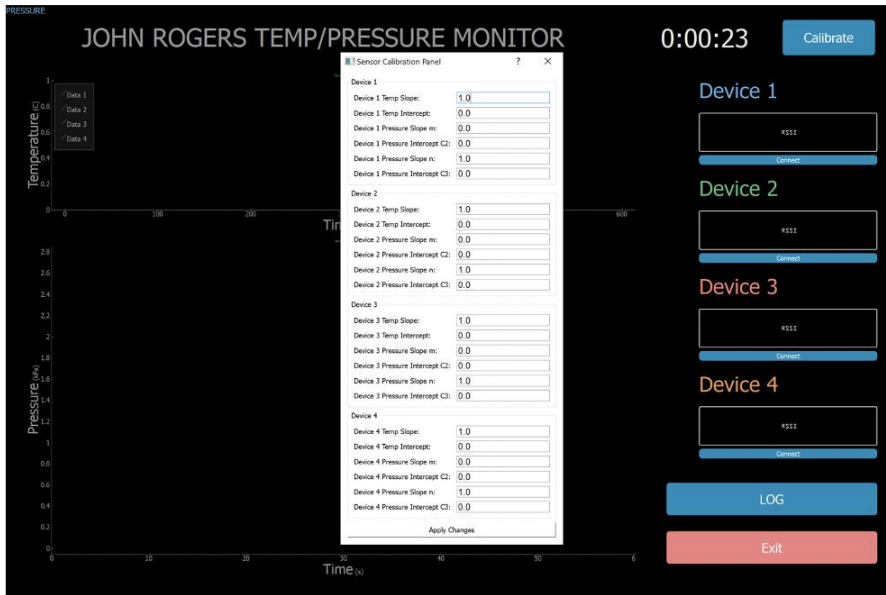 PRESSURE
JOHN ROGERS TEMP/PRESSURE MONITOR
0:00:23
Calibrate
Sensor Calibration Panel ? ×
Device 1
Device 1 Temp Slope: 1.0
Device 1 Temp Intercept: 0.0
Device 1 Pressure Slope m: 0.0
Device 1 Pressure Intercept C2: 0.0
Device 1 Pressure Slope n: 1.0
Device 1 Pressure Intercept C3: 0.0
Device 2
Device 2 Temp Slope: 1.0
Device 2 Temp Intercept: 0.0
Device 2 Pressure Slope m: 0.0
Device 2 Pressure Intercept C2: 0.0
Device 2 Pressure Slope n: 1.0
Device 2 Pressure Intercept C3: 0.0
Device 3
Device 3 Temp Slope: 1.0
Device 3 Temp Intercept: 0.0
Device 3 Pressure Slope m: 0.0
Device 3 Pressure Intercept C2: 0.0
Device 3 Pressure Slope n: 1.0
Device 3 Pressure Intercept C3: 0.0
Device 4
Device 4 Temp Slope: 1.0
Device 4 Temp Intercept: 0.0
Device 4 Pressure Slope m: 0.0
Device 4 Pressure Intercept C2: 0.0
Device 4 Pressure Slope n: 1.0
Device 4 Pressure Intercept C3: 0.0
Apply Changes
Temperature (C)
1
0.8
0.6
0.4
0.2
0
Data 1
Data 2
Data 3
Data 4
0 100 200 600
Tim
Pressure (kPa)
2.8
2.6
2.4
2.2
2
1.8
1.6
1.4
1.2
1
0.8
0.6
0.4
0.2
0
0 10 20 30 40 50 6
Time (s)
Device 1
RSSI
Connect
Device 2
RSSI
Connect
Device 3
RSSI
Connect
Device 4
RSSI
Connect
LOG
Exit